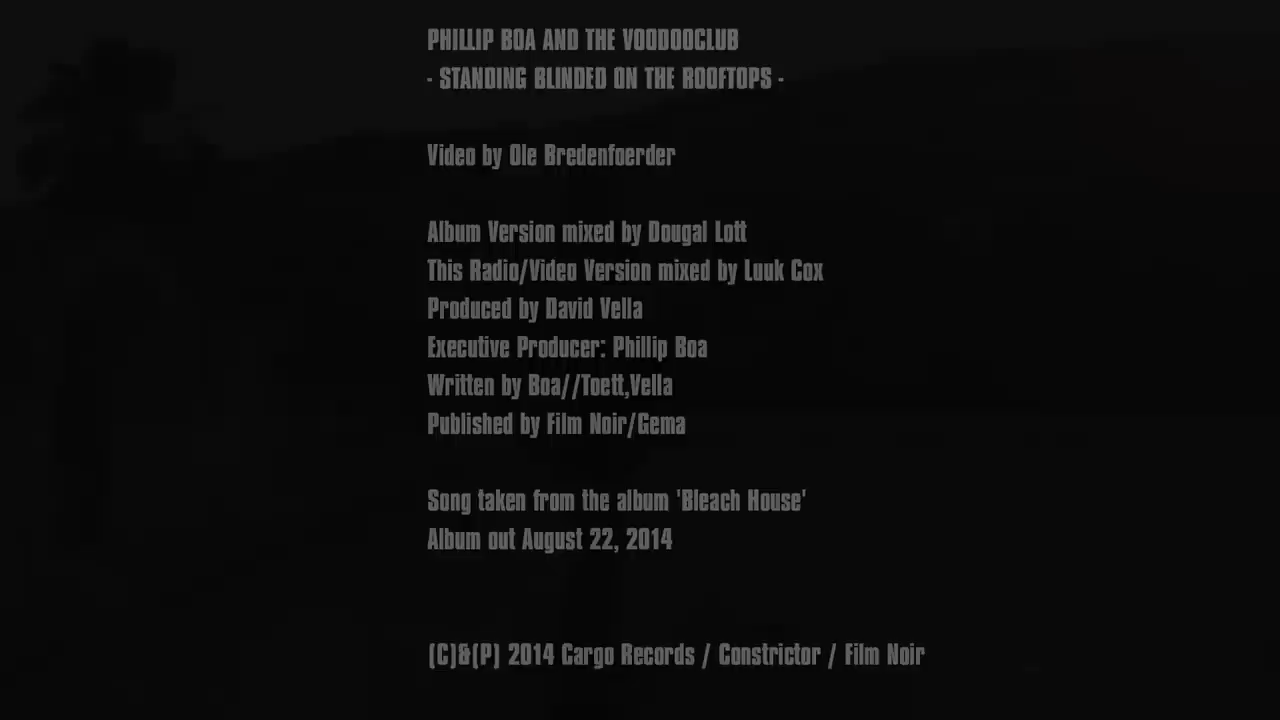 PHILLIP BOA AND THE VOODOOCLUB
- STANDING BLINDED ON THE ROOFTOPS -
Video by Ole Bredenfoerder
Album Version mixed by Dougal Lott
This Radio/Video Version mixed by Luuk Cox
Produced by David Vella
Executive Producer: Phillip Boa
Written by Boa//Toett,Vella
Published by Film Noir/Gema
Song taken from the album 'Bleach House'
Album out August 22, 2014
(C)&(P) 2014 Cargo Records / Constrictor / Film Noir